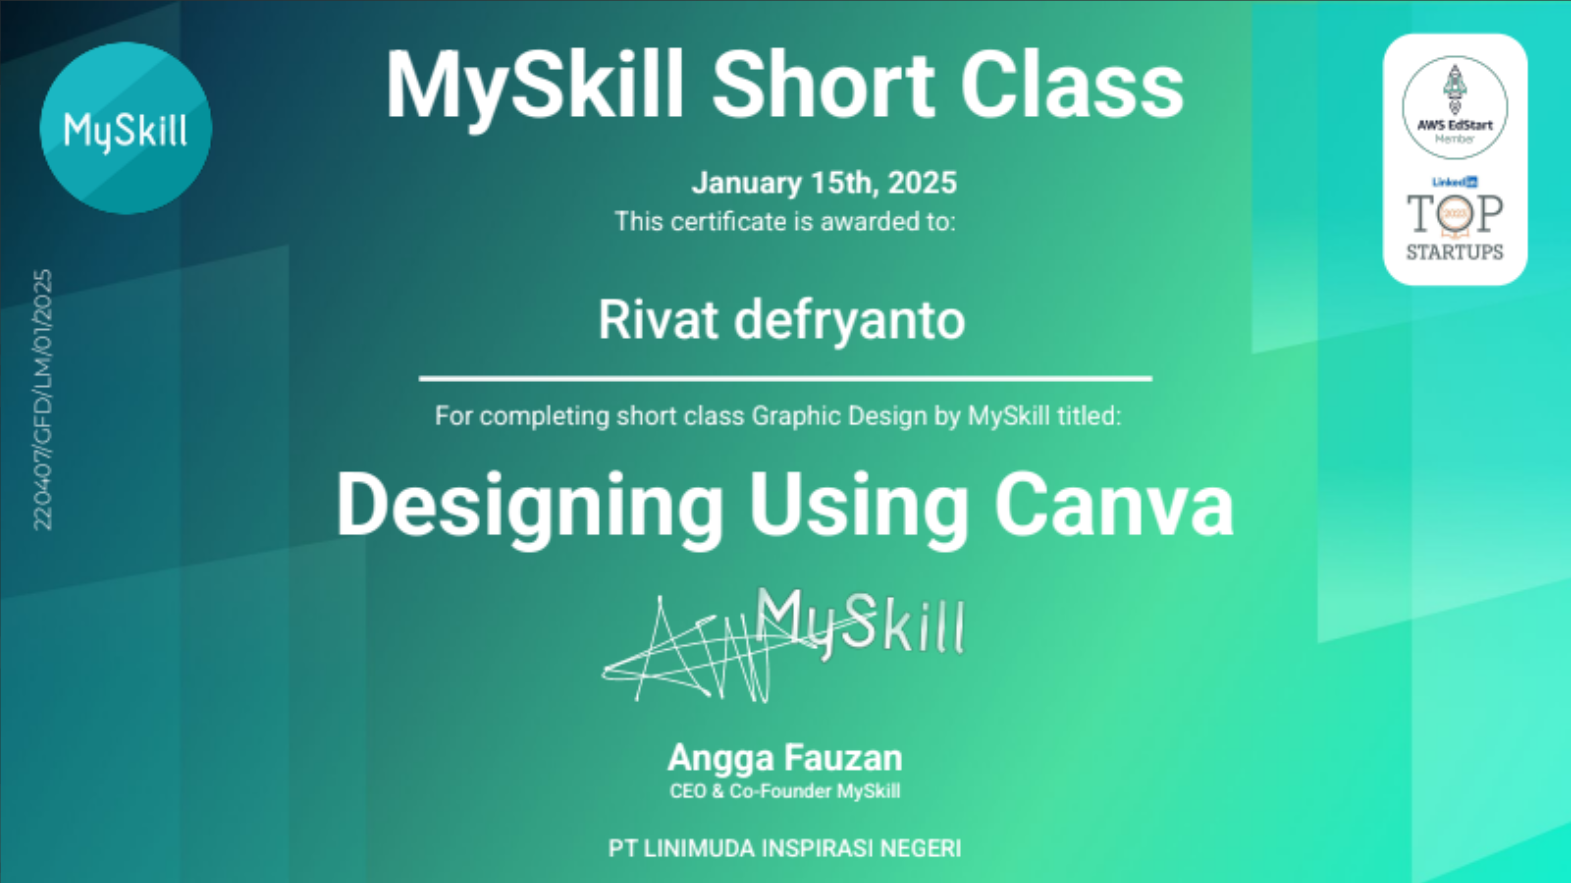 MySkill
MySkill Short Class
AWS EdStart
Member
LinkedIn
TOP
2023
STARTUPS
January 15th, 2025
This certificate is awarded to:
220407/GFD/LM/01/2025
Rivat defryanto
For completing short class Graphic Design by MySkill titled:
Designing Using Canva
MySkill
Angga Fauzan
CEO & Co-Founder MySkill
PT LINIMUDA INSPIRASI NEGERI